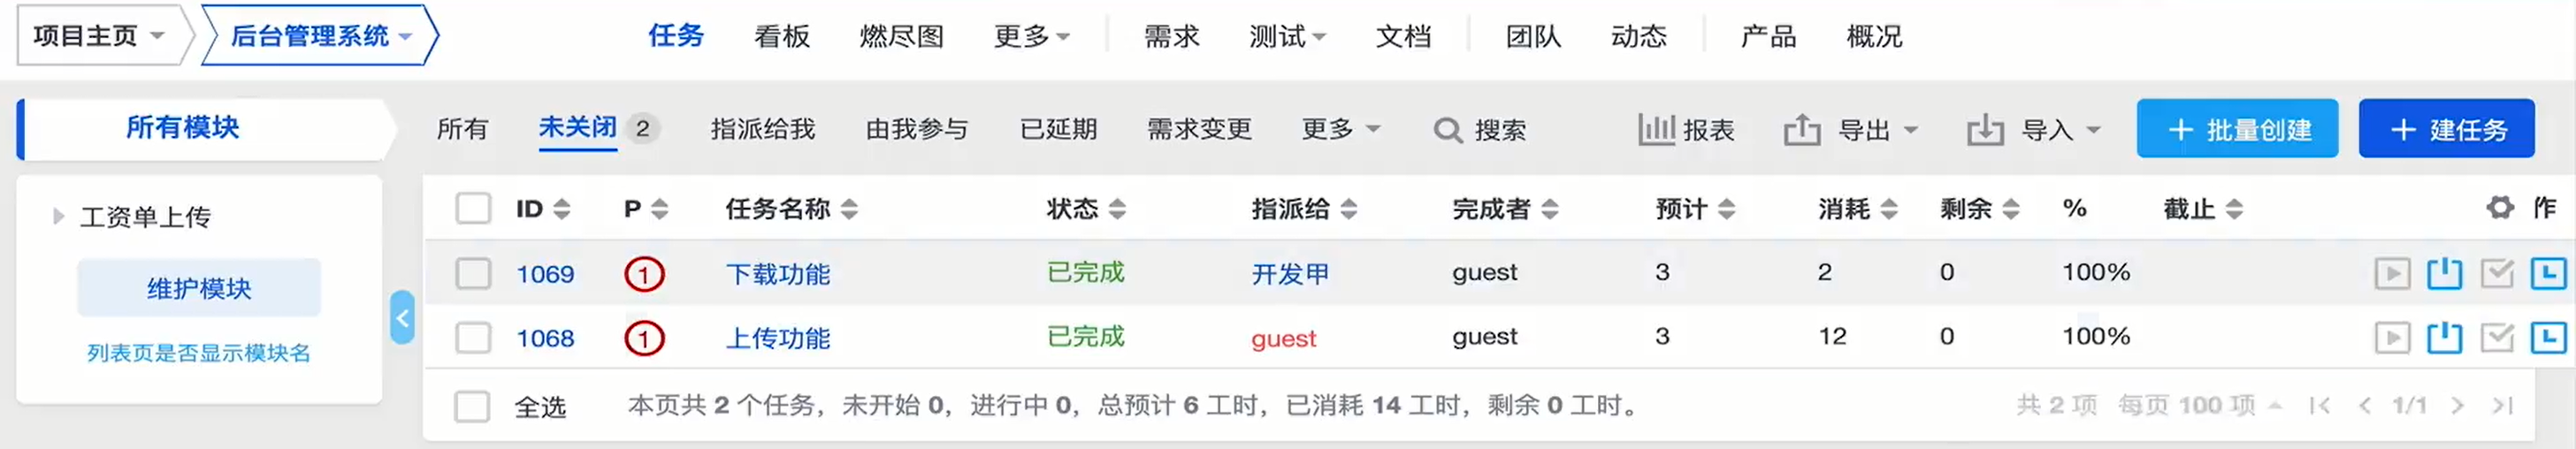 项目主页 后台管理系统 任务 看板 燃尽图 更多 需求 测试 文档 团队 动态 产品 概况
所有模块 所有 未关闭 2 指派给我 由我参与 已延期 需求变更 更多 搜索 报表 导出 导入 + 批量创建 + 建任务
工资单上传
维护模块
列表页是否显示模块名
ID P 任务名称 状态 指派给 完成者 预计 消耗 剩余 % 截止 作
1069 1 下载功能 已完成 开发甲 guest 3 2 0 100%
1068 1 上传功能 已完成 guest guest 3 12 0 100%
全选 本页共 2 个任务，未开始 0，进行中 0，总预计 6 工时，已消耗 14 工时，剩余 0 工时。 共 2 项 每页 100 项 1/1